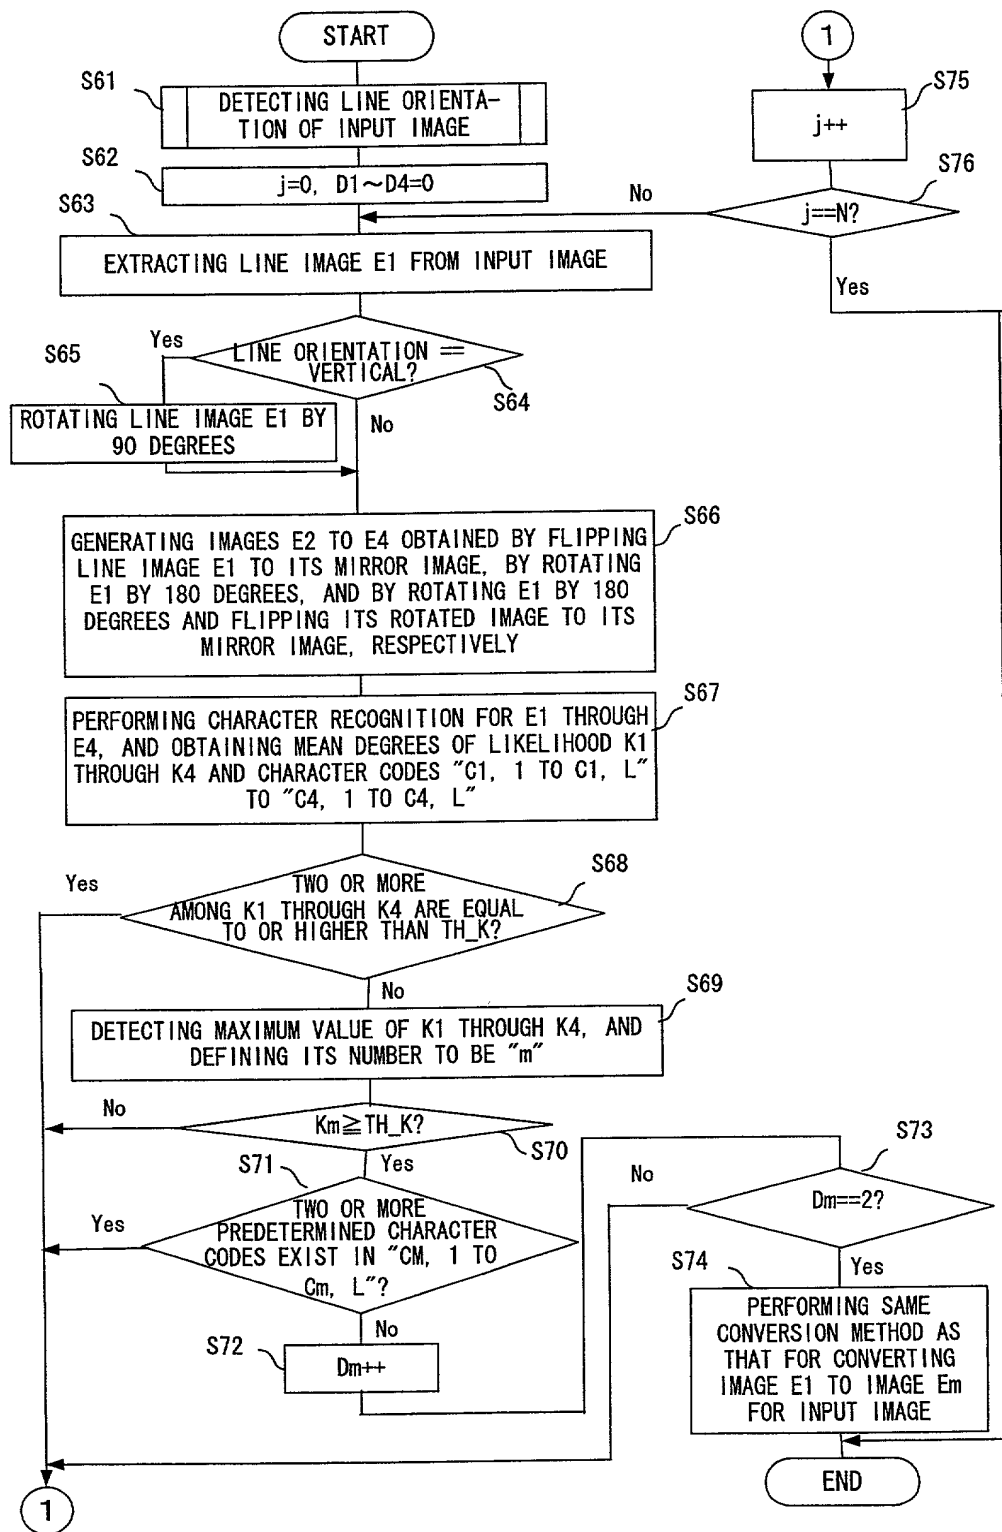 START
S61
DETECTING LINE ORIENTA-
TION OF INPUT IMAGE
S62
j=0, D1～D4=0
S63
EXTRACTING LINE IMAGE E1 FROM INPUT IMAGE
Yes
LINE ORIENTATION ==
VERTICAL?
S64
S65
No
ROTATING LINE IMAGE E1 BY
90 DEGREES
S66
GENERATING IMAGES E2 TO E4 OBTAINED BY FLIPPING
LINE IMAGE E1 TO ITS MIRROR IMAGE, BY ROTATING
E1 BY 180 DEGREES, AND BY ROTATING E1 BY 180
DEGREES AND FLIPPING ITS ROTATED IMAGE TO ITS
MIRROR IMAGE, RESPECTIVELY
S67
PERFORMING CHARACTER RECOGNITION FOR E1 THROUGH
E4, AND OBTAINING MEAN DEGREES OF LIKELIHOOD K1
THROUGH K4 AND CHARACTER CODES "C1, 1 TO C1, L"
TO "C4, 1 TO C4, L"
S68
Yes
TWO OR MORE
AMONG K1 THROUGH K4 ARE EQUAL
TO OR HIGHER THAN TH_K?
No
S69
DETECTING MAXIMUM VALUE OF K1 THROUGH K4, AND
DEFINING ITS NUMBER TO BE "m"
No
Km≧TH_K?
S70
Yes
S71
Yes
TWO OR MORE
PREDETERMINED CHARACTER
CODES EXIST IN "CM, 1 TO
Cm, L"?
No
S72
Dm++
S73
No
Dm==2?
Yes
S74
PERFORMING SAME
CONVERSION METHOD AS
THAT FOR CONVERTING
IMAGE E1 TO IMAGE Em
FOR INPUT IMAGE
END
1
1
S75
j++
S76
No
j==N?
Yes